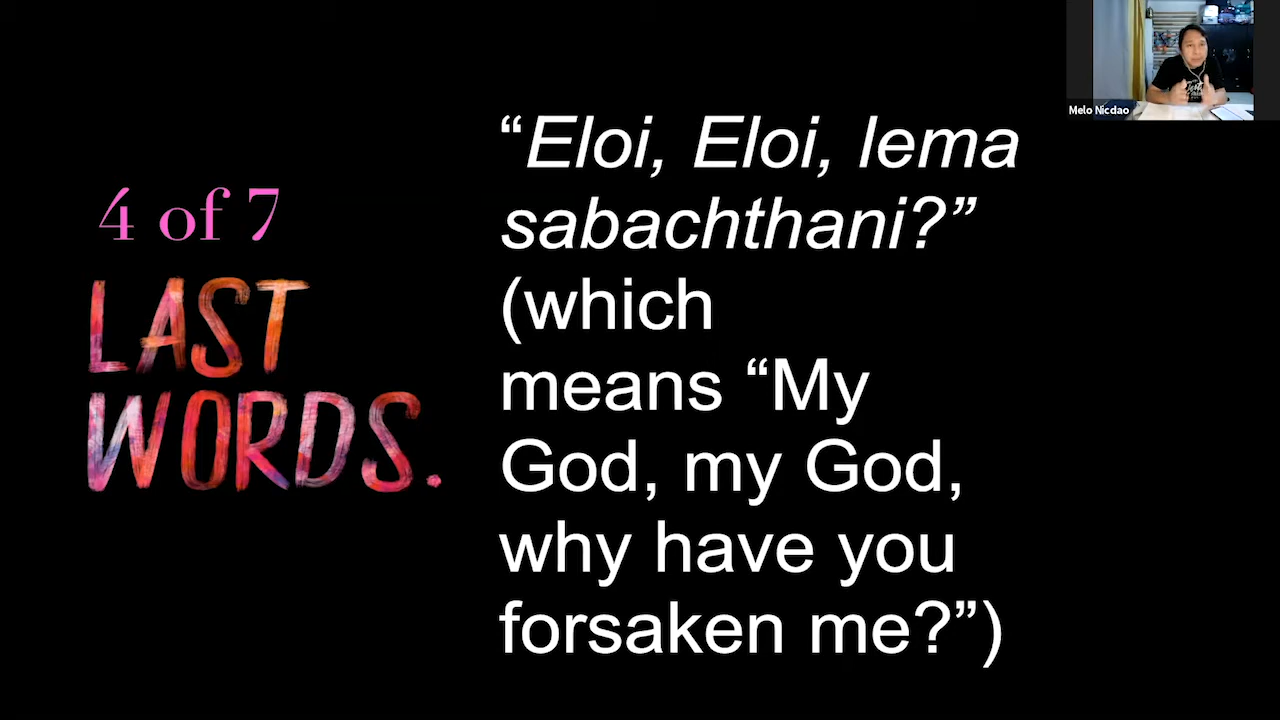 Melo Nicdao
4 of 7
LAST
WORDS.
“Eloi, Eloi, lema
sabachthani?”
(which
means “My
God, my God,
why have you
forsaken me?”)